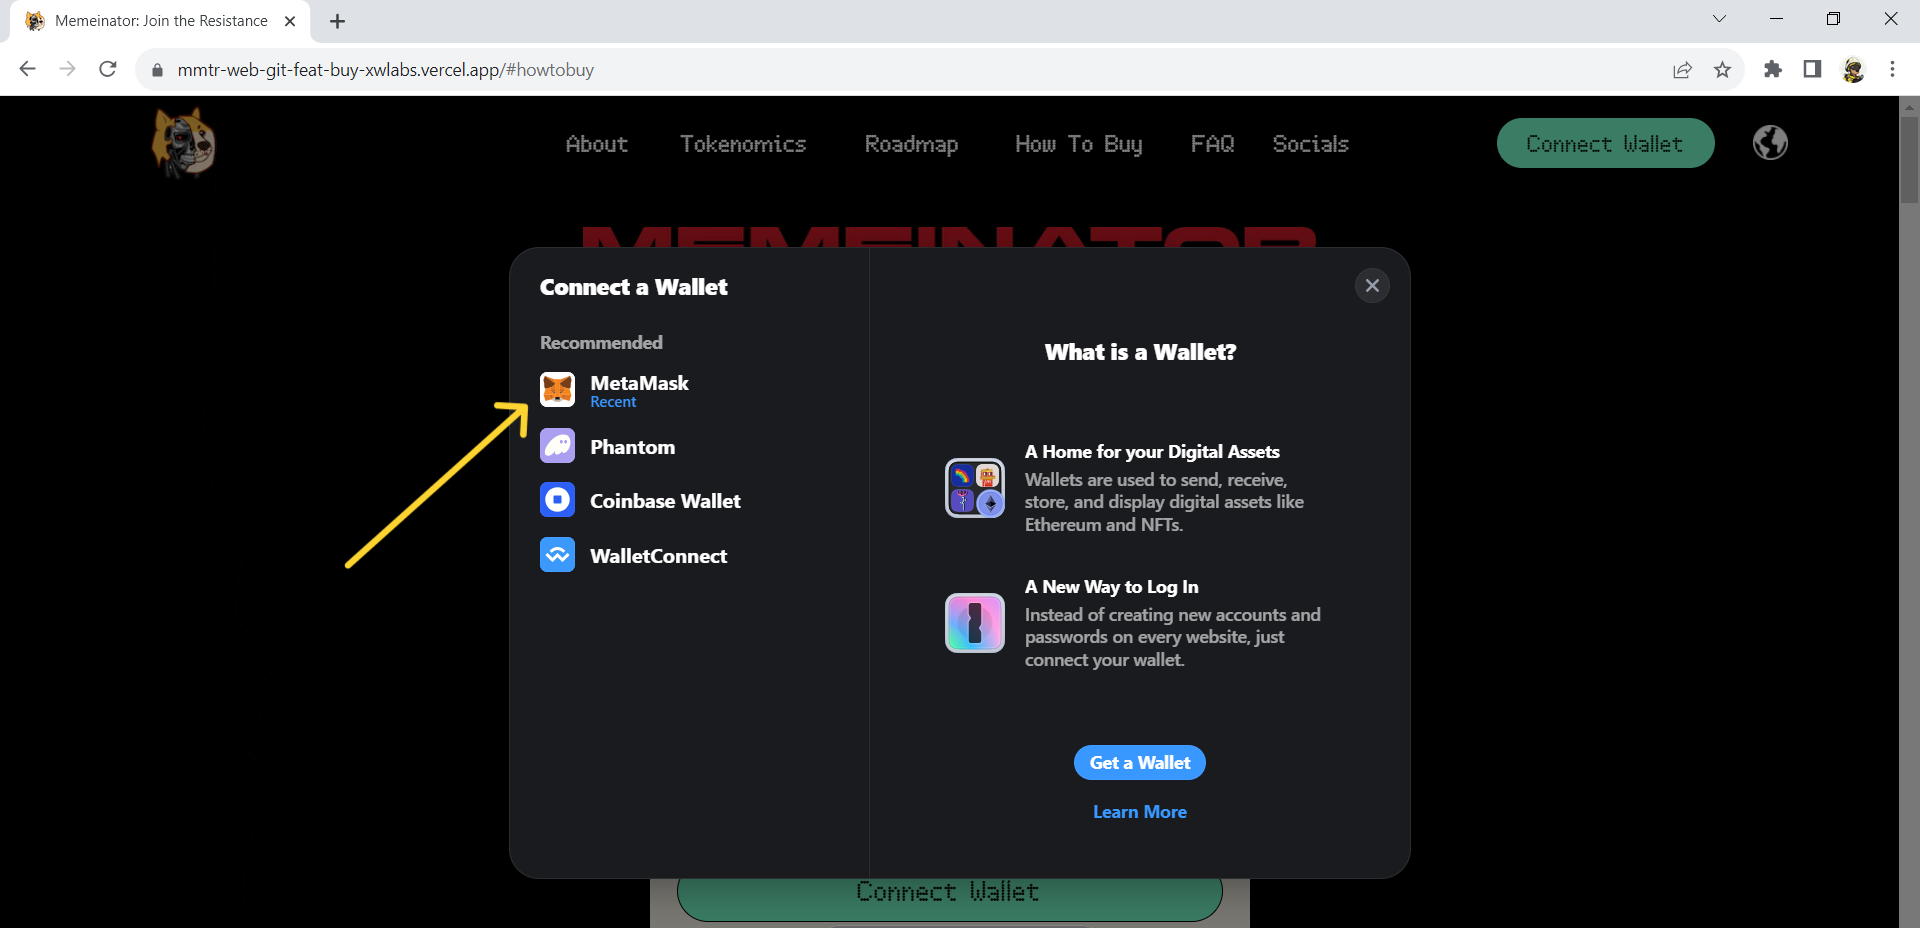 Memeinator: Join the Resistance
mmtr-web-git-feat-buy-xwlabs.vercel.app/#howtobuy
About Tokenomics Roadmap How To Buy FAQ Socials Connect Wallet
MEMEINATOR
Connect a Wallet
Recommended
MetaMask
Recent
Phantom
Coinbase Wallet
WalletConnect
What is a Wallet?
A Home for your Digital Assets
Wallets are used to send, receive,
store, and display digital assets like
Ethereum and NFTs.
A New Way to Log In
Instead of creating new accounts and
passwords on every website, just
connect your wallet.
Get a Wallet
Learn More
Connect Wallet